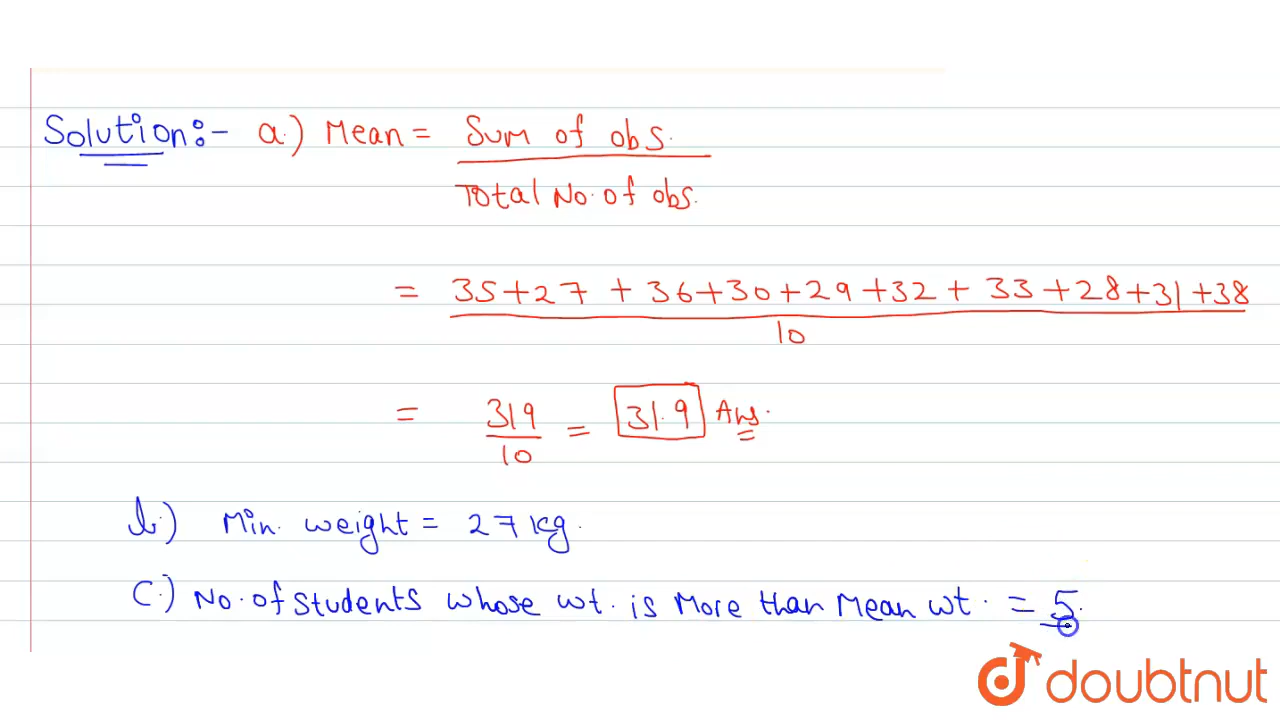 Solution:- a.) Mean = Sum of obs.
Total No. of obs.
= 35+27 + 36+30+29+32 + 33+28+31+38
10
= 319 = 31.9 Ans.
10
b.) Min. weight = 27 kg.
C.) No. of students whose wt. is more than Mean wt. = 5.
doubtnut